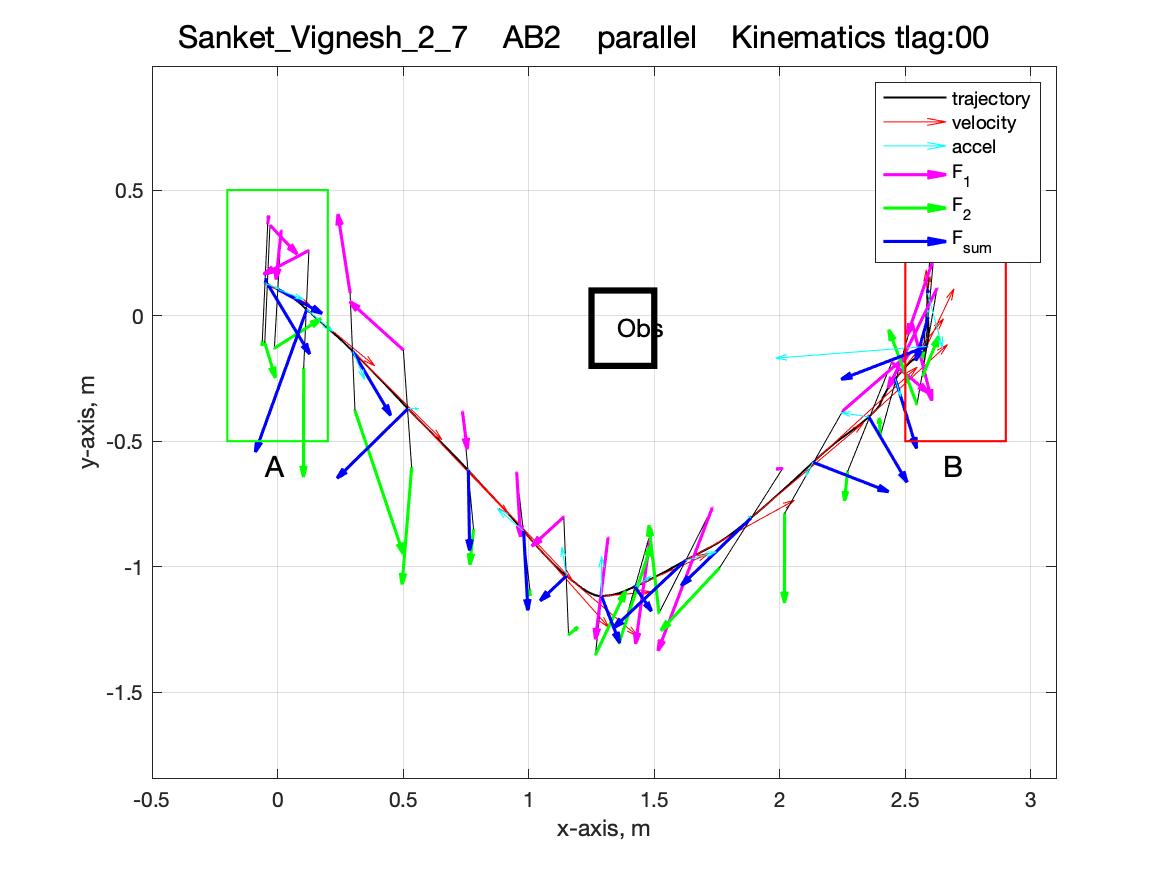 Sanket_Vignesh_2_7 AB2 parallel Kinematics tlag:00
trajectory
velocity
accel
F1
F2
Fsum
0.5
0
-0.5
-1
-1.5
y-axis, m
Obs
A
B
-0.5 0 0.5 1 1.5 2 2.5 3
x-axis, m